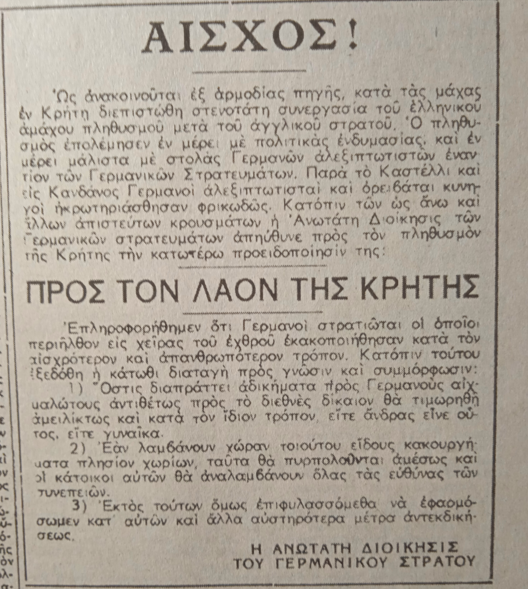 ΑΙΣΧΟΣ!
Ὡς ἀνακοινοῦται ἐξ ἁρμοδίας πηγῆς, κατὰ τὰς μάχας
ἐν Κρήτῃ διεπιστώθη στενοτάτη συνεργασία τοῦ ἑλληνικοῦ
ἀμάχου πληθυσμοῦ μετὰ τοῦ ἀγγλικοῦ στρατοῦ. Ὁ πληθυ-
σμὸς ἐπολέμησεν ἐν μέρει μὲ πολιτικὰς ἐνδυμασίας, καὶ ἐν
μέρει μάλιστα μὲ στολὰς Γερμανῶν ἀλεξιπτωτιστῶν ἐναν-
τίον τῶν Γερμανικῶν Στρατευμάτων. Παρὰ τὸ Καστέλλι καὶ
εἰς Κανδάνος Γερμανοὶ ἀλεξιπτωτισταὶ καὶ ὀρειβάται κυνη-
γοὶ ἠκρωτηριάσθησαν φρικωδῶς. Κατόπιν τῶν ὡς ἄνω καὶ
ἄλλων ἀπιστεύτων κρουσμάτων ἡ Ἀνωτάτη Διοίκησις τῶν
Γερμανικῶν στρατευμάτων ἀπηύθυνε πρὸς τὸν πληθυσμὸν
τῆς Κρήτης τὴν κατωτέρω προειδοποίησίν της:
ΠΡΟΣ ΤΟΝ ΛΑΟΝ ΤΗΣ ΚΡΗΤΗΣ
Ἐπληροφορήθημεν ὅτι Γερμανοὶ στρατιῶται οἱ ὁποῖοι
περιῆλθον εἰς χεῖρας τοῦ ἐχθροῦ ἐκακοποιήθησαν κατὰ τὸν
αἰσχρότερον καὶ ἀπανθρωπότερον τρόπον. Κατόπιν τούτου
ἐξεδόθη ἡ κάτωθι διαταγὴ πρὸς γνῶσιν καὶ συμμόρφωσιν:
1) Ὅστις διαπράττει ἀδικήματα πρὸς Γερμανοὺς αἰχ-
μαλώτους ἀντιθέτως πρὸς τὸ διεθνὲς δίκαιον θὰ τιμωρηθῇ
ἀμειλίκτως καὶ κατὰ τὸν ἴδιον τρόπον, εἴτε ἄνδρας εἶνε οὗ-
τος, εἴτε γυναῖκα.
2) Ἐὰν λαμβάνουν χώραν τοιούτου εἴδους κακουργή-
ματα πλησίον χωρίων, ταῦτα θὰ πυρπολοῦνται ἀμέσως καὶ
οἱ κάτοικοι αὐτῶν θὰ ἀναλαμβάνουν ὅλας τὰς εὐθύνας τῶν
συνεπειῶν.
3) Ἐκτὸς τούτων ὅμως ἐπιφυλασσόμεθα νὰ ἐφαρμό-
σωμεν κατ' αὐτῶν καὶ ἄλλα αὐστηρότερα μέτρα ἀντεκδική-
σεως.
Η ΑΝΩΤΑΤΗ ΔΙΟΙΚΗΣΙΣ
ΤΟΥ ΓΕΡΜΑΝΙΚΟΥ ΣΤΡΑΤΟΥ